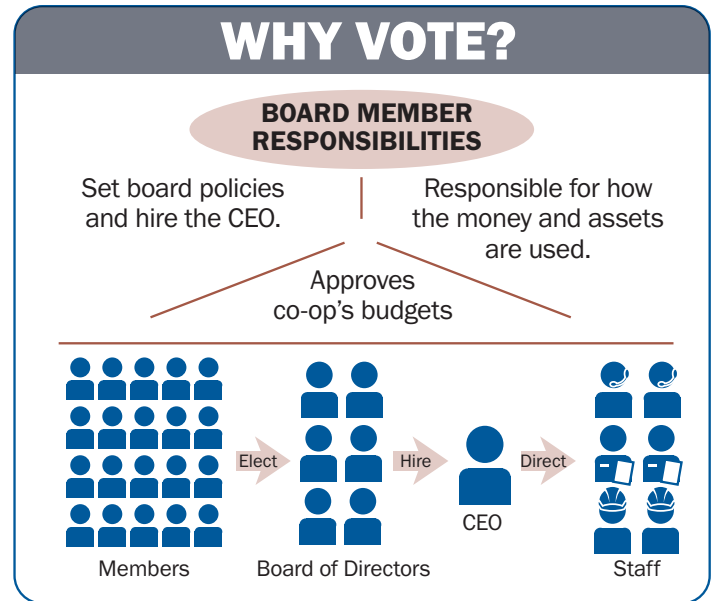 WHY VOTE?
BOARD MEMBER
RESPONSIBILITIES
Set board policies
and hire the CEO.
Responsible for how
the money and assets
are used.
Approves
co-op’s budgets
Elect
Hire
Direct
CEO
Members
Board of Directors
Staff